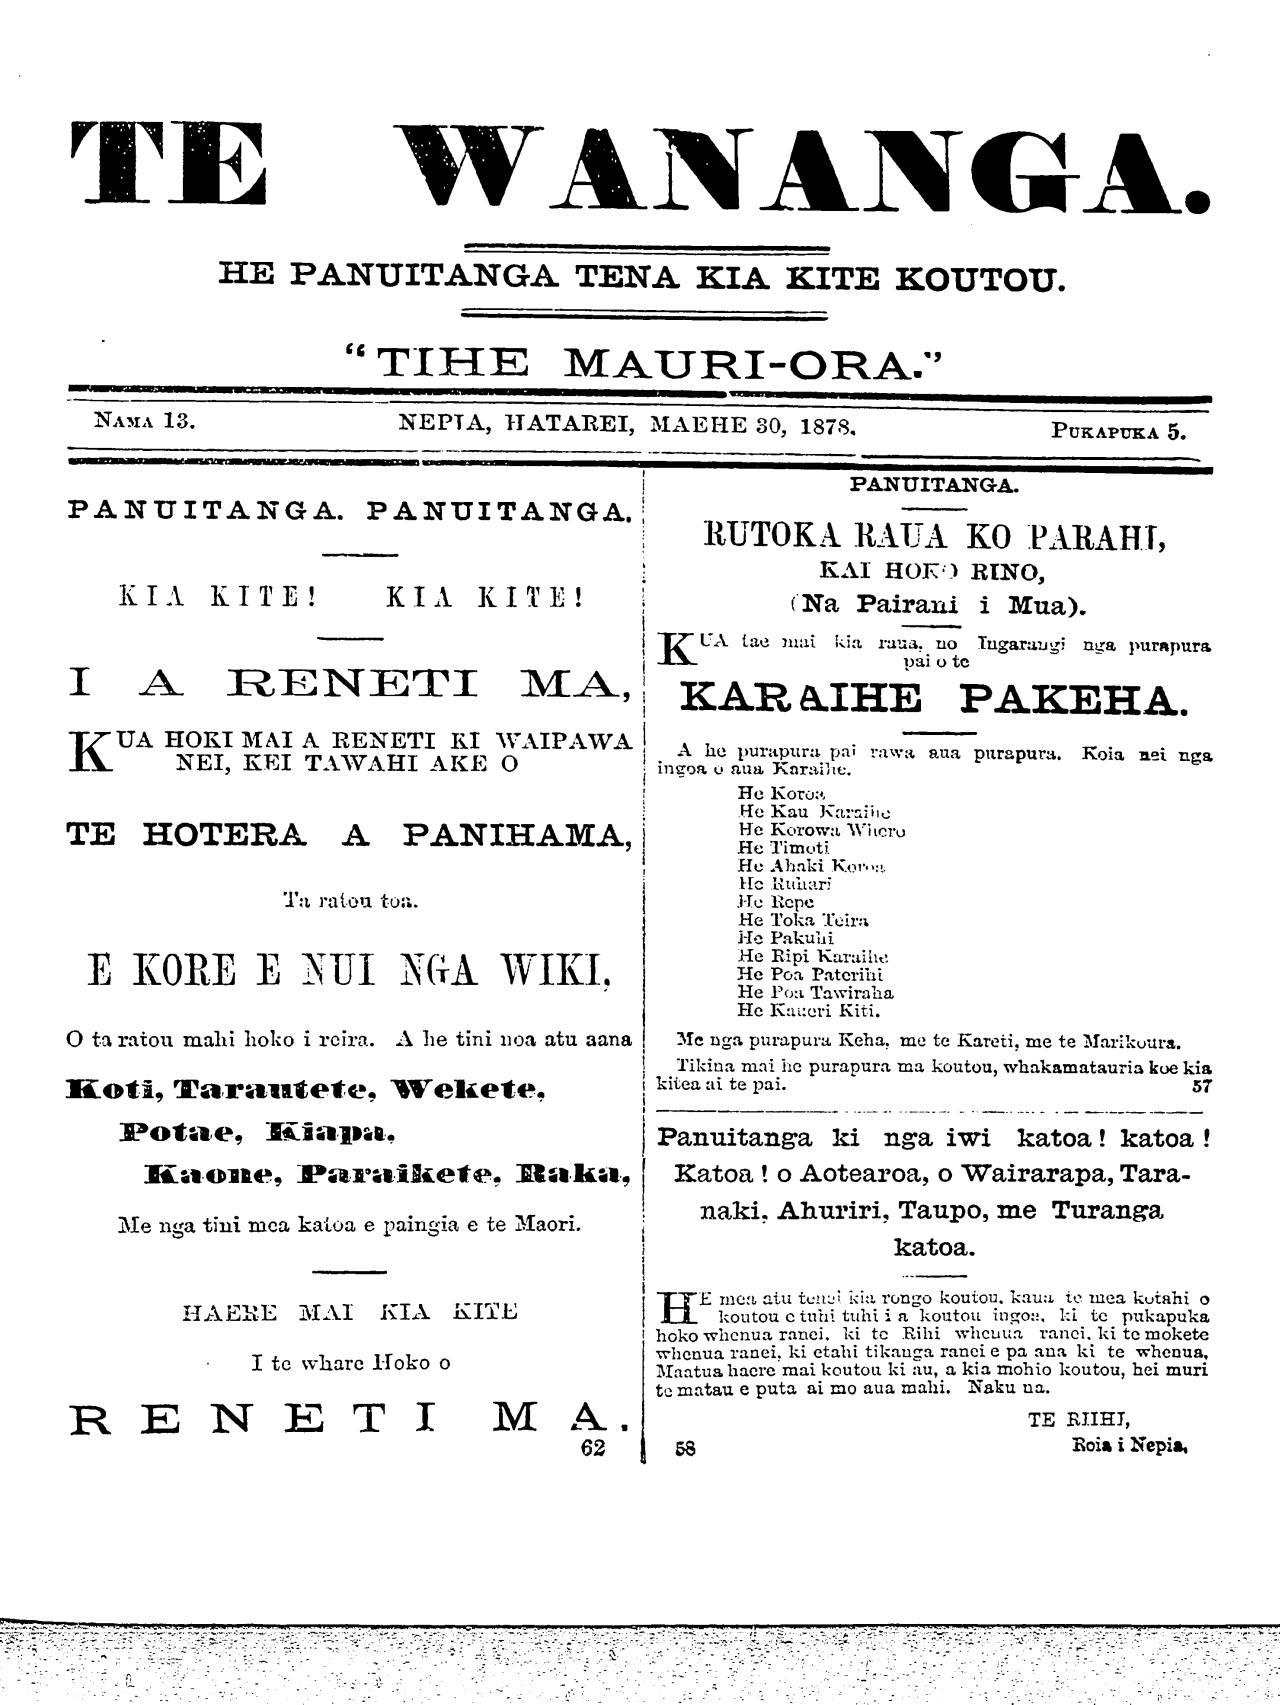 TE WANANGA.
HE PANUITANGA TENA KIA KITE KOUTOU.
"TIHE MAURI-ORA."
NAMA 13. NEPIA, HATAREI, MAEHE 30, 1878. PUKAPUKA 5.
PANUITANGA. PANUITANGA.
KIA KITE! KIA KITE!
I A RENETI MA,
KUA HOKI MAI A RENETI KI WAIPAWA
NEI, KEI TAWAHI AKE O
TE HOTERA A PANIHAMA,
Ta ratou toa.
E KORE E NUI NGA WIKI,
O ta ratou mahi hoko i reira. A he tini noa atu aana
Koti, Tarautete, Wekete,
Potae, Kiapa,
Kaone, Paraikete, Raka,
Me nga tini mea katoa e paingia e te Maori.
HAERE MAI KIA KITE
I te whare Hoko o
RENETI MA.
62
PANUITANGA.
RUTOKA RAUA KO PARAHI,
KAI HOKO RINO,
(Na Pairani i Mua).
KUA tae mai kia raua, no Ingarangi nga purapura
pai o te
KARAIHE PAKEHA.
A he purapura pai rawa aua purapura. Koia nei nga
ingoa o aua Karaihe.
He Koroa
He Kau Karaihe
He Korowa Whero
He Timoti
He Ahaki Koroa
He Ruhari
He Repe
He Toka Teira
He Pakuhi
He Ripi Karaihe
He Poa Paterihi
He Poa Tawiraha
He Kaueri Kiti.
Me nga purapura Keha, me te Kareti, me te Marikoura.
Tikina mai he purapura ma koutou, whakamatauria koe kia
kitea ai te pai. 57
Panuitanga ki nga iwi katoa! katoa!
Katoa! o Aotearoa, o Wairarapa, Tara-
naki, Ahuriri, Taupo, me Turanga
katoa.
HE mea atu tenei kia rongo koutou, kaua te mea kotahi o
koutou e tuhi tuhi i a koutou ingoa, ki te pukapuka
hoko whenua ranei, ki te Rihi whenua ranei, ki te mokete
whenua ranei, ki etahi tikanga ranei e pa ana ki te whenua,
Maatua haere mai koutou ki au, a kia mohio koutou, hei muri
te matau e puta ai mo aua mahi. Naku na.
TE RIIHI,
58 Roia i Nepia,